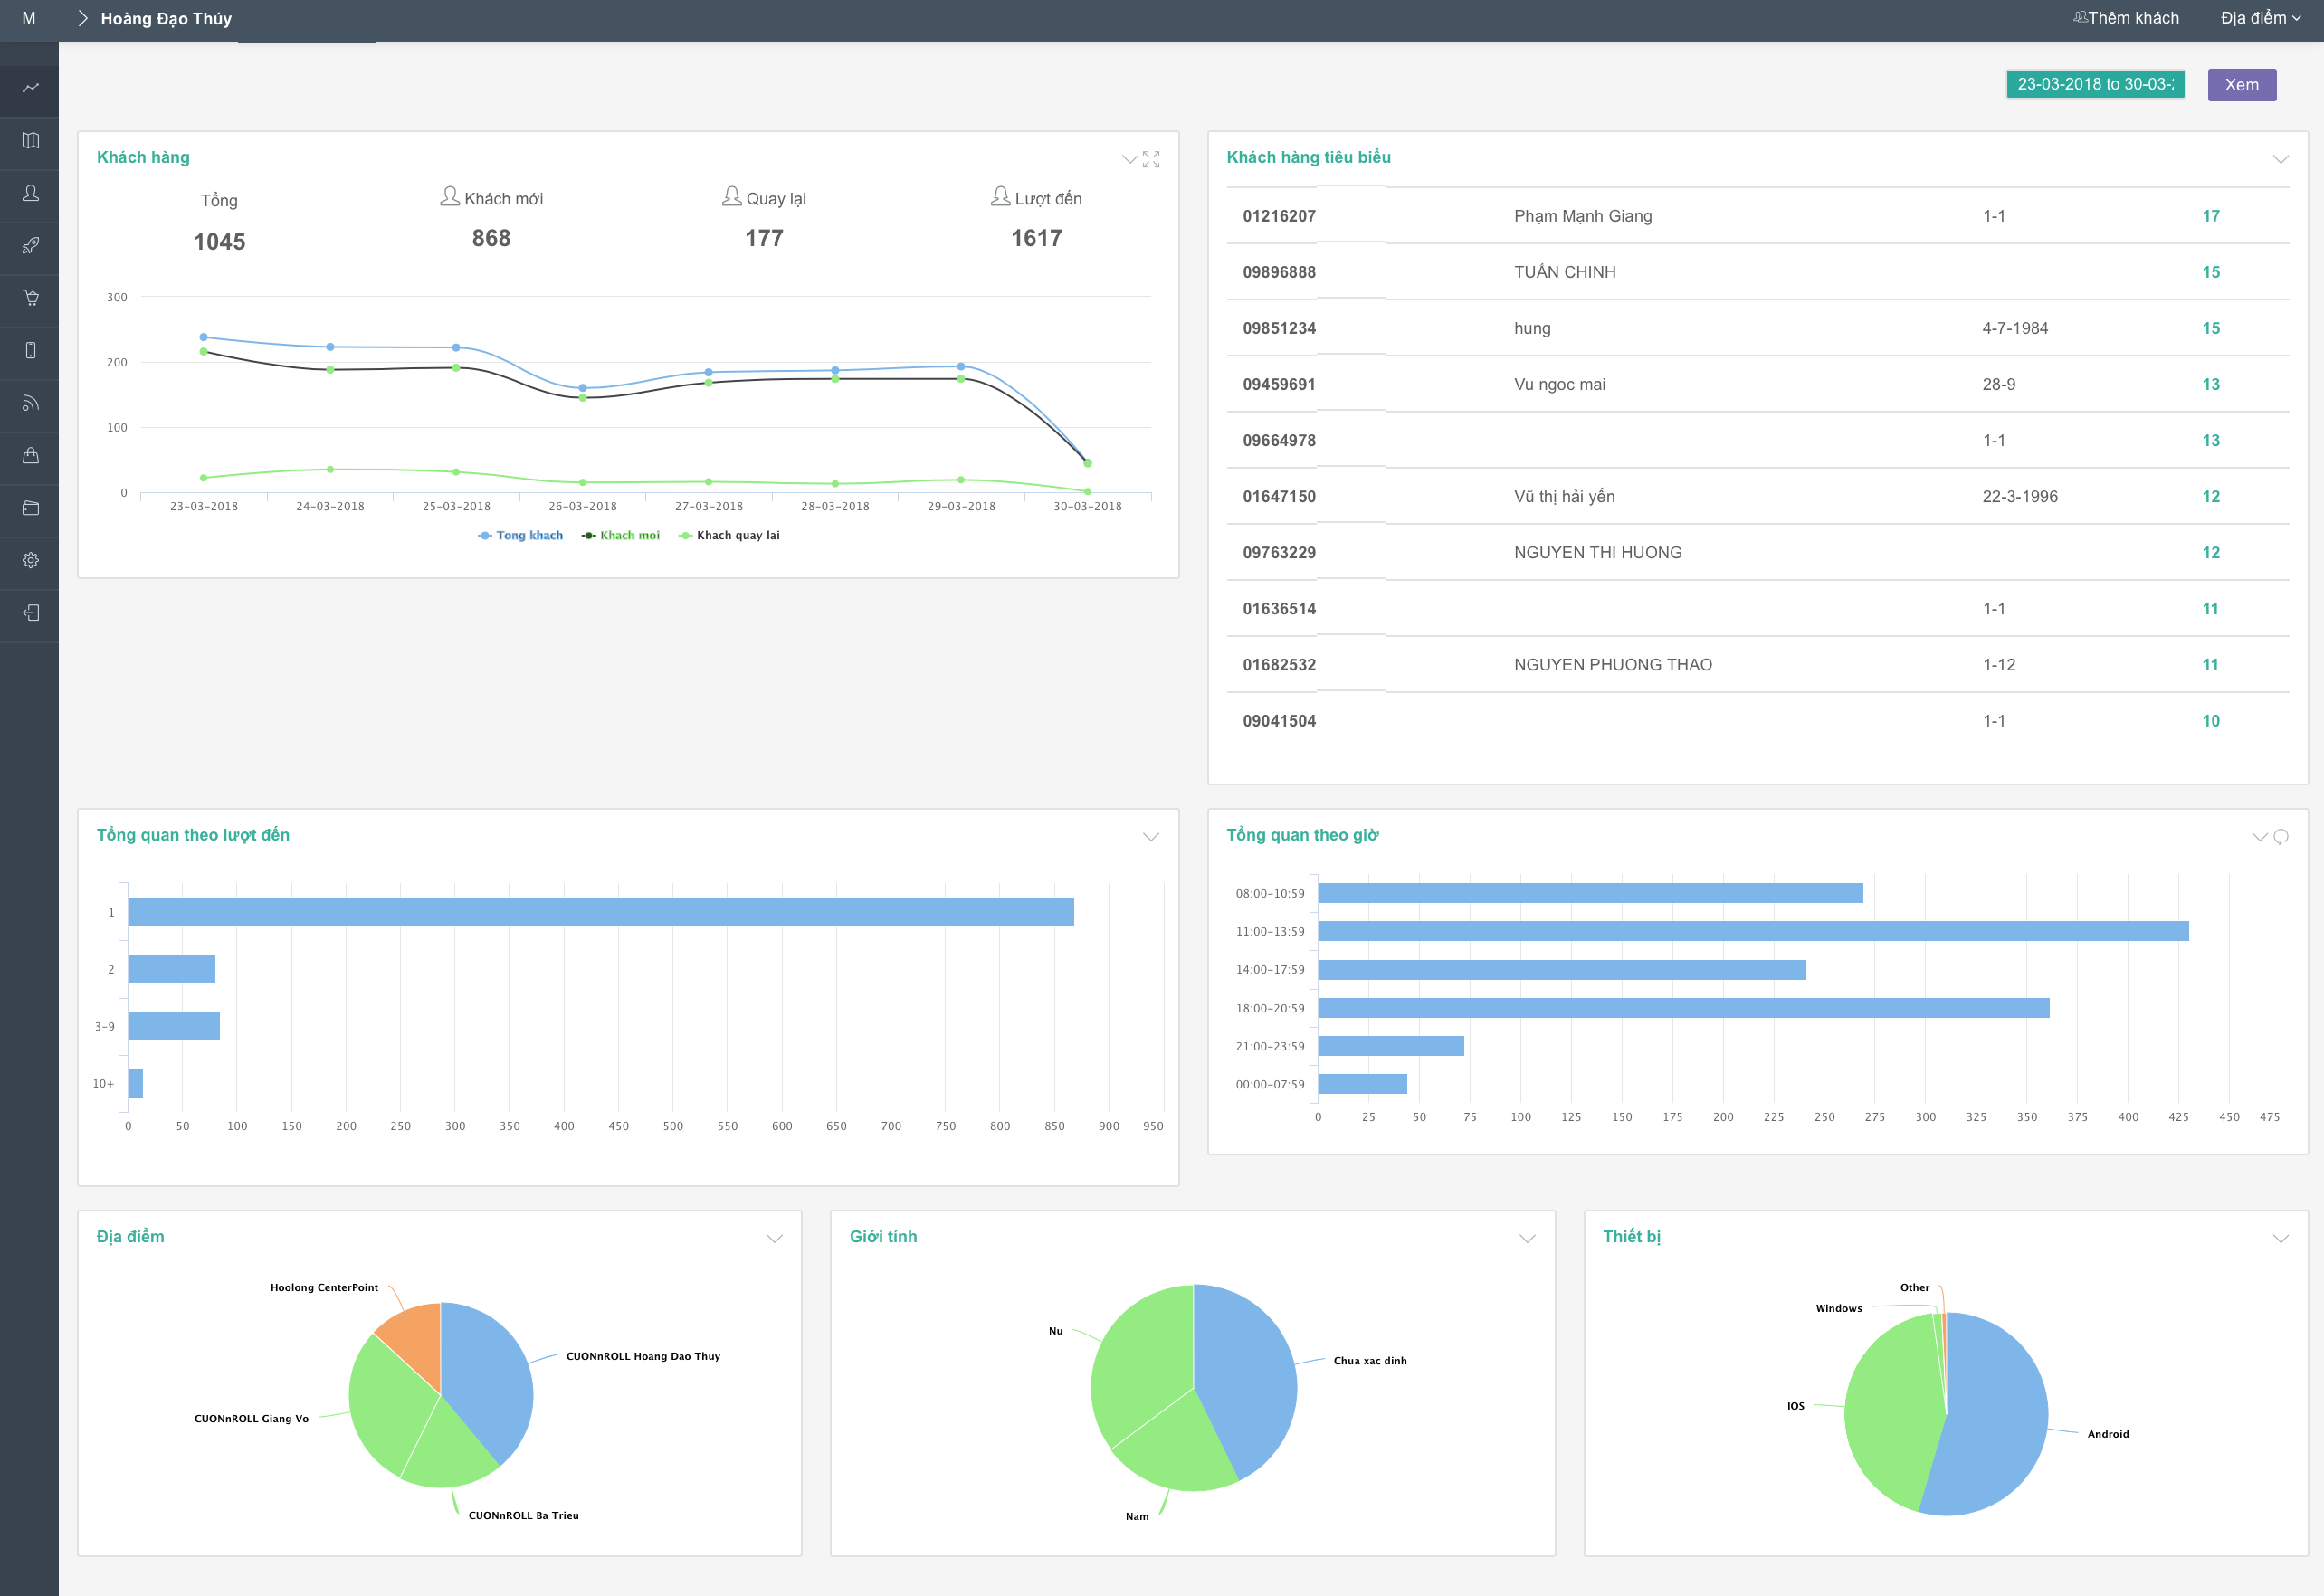 M
Hoàng Đạo Thúy
Thêm khách
Địa điểm
23-03-2018 to 30-03-
Xem
Khách hàng
Tổng
Khách mới
Quay lại
Lượt đến
1045
868
177
1617
300
200
100
0
23-03-2018 24-03-2018 25-03-2018 26-03-2018 27-03-2018 28-03-2018 29-03-2018 30-03-2018
Tong khach Khach moi Khach quay lai
Khách hàng tiêu biểu
01216207 Phạm Mạnh Giang 1-1 17
09896888 TUẤN CHINH 15
09851234 hung 4-7-1984 15
09459691 Vu ngoc mai 28-9 13
09664978 1-1 13
01647150 Vũ thị hải yến 22-3-1996 12
09763229 NGUYEN THI HUONG 12
01636514 1-1 11
01682532 NGUYEN PHUONG THAO 1-12 11
09041504 1-1 10
Tổng quan theo lượt đến
1
2
3-9
10+
0 50 100 150 200 250 300 350 400 450 500 550 600 650 700 750 800 850 900 950
Tổng quan theo giờ
08:00-10:59
11:00-13:59
14:00-17:59
18:00-20:59
21:00-23:59
00:00-07:59
0 25 50 75 100 125 150 175 200 225 250 275 300 325 350 375 400 425 450 475
Địa điểm
Hoolong CenterPoint
CUONnROLL Hoang Dao Thuy
CUONnROLL Giang Vo
CUONnROLL Ba Trieu
Giới tính
Nu
Chua xac dinh
Nam
Thiết bị
Other
Windows
IOS
Android